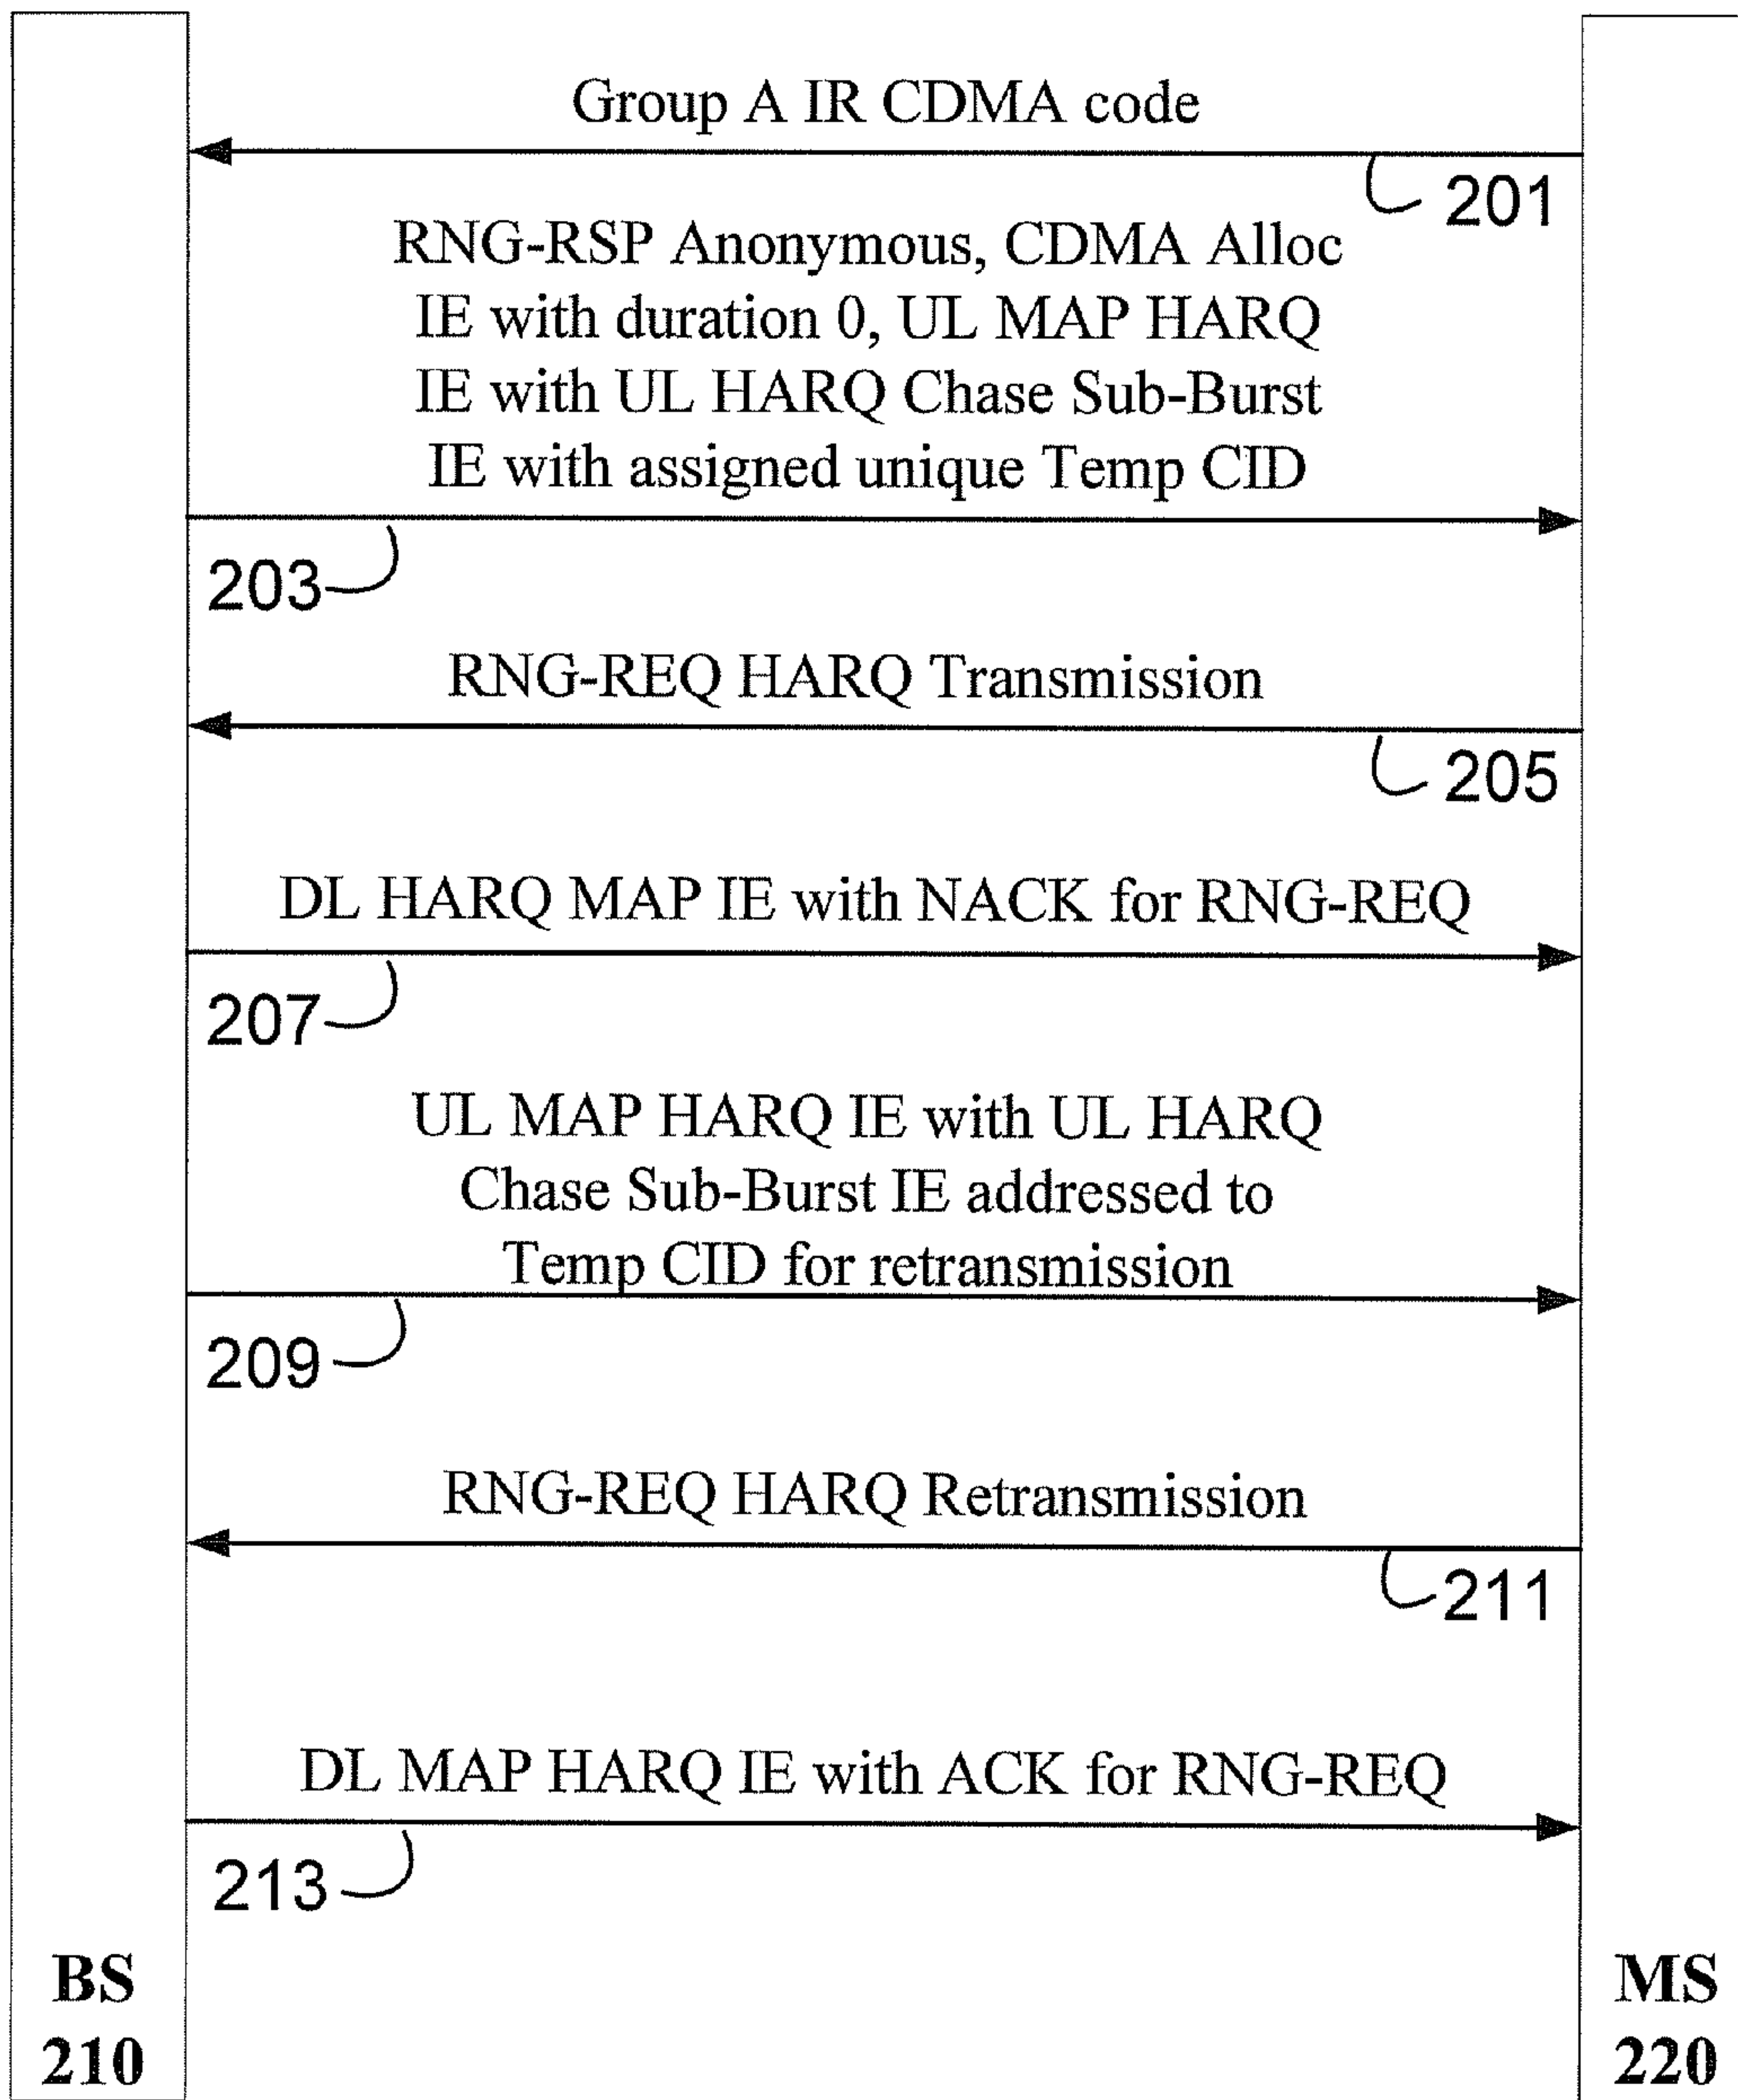 Group A IR CDMA code
201
RNG-RSP Anonymous, CDMA Alloc
IE with duration 0, UL MAP HARQ
IE with UL HARQ Chase Sub-Burst
IE with assigned unique Temp CID
203
RNG-REQ HARQ Transmission
205
DL HARQ MAP IE with NACK for RNG-REQ
207
UL MAP HARQ IE with UL HARQ
Chase Sub-Burst IE addressed to
Temp CID for retransmission
209
RNG-REQ HARQ Retransmission
211
DL MAP HARQ IE with ACK for RNG-REQ
213
BS
210
MS
220